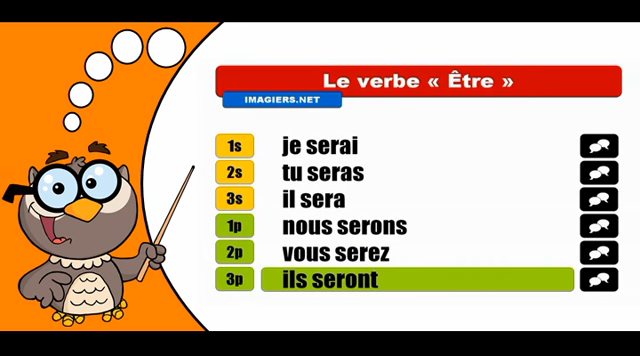 Le verbe « Être »
IMAGIERS.NET
1s je serai
2s tu seras
3s il sera
1p nous serons
2p vous serez
3p ils seront